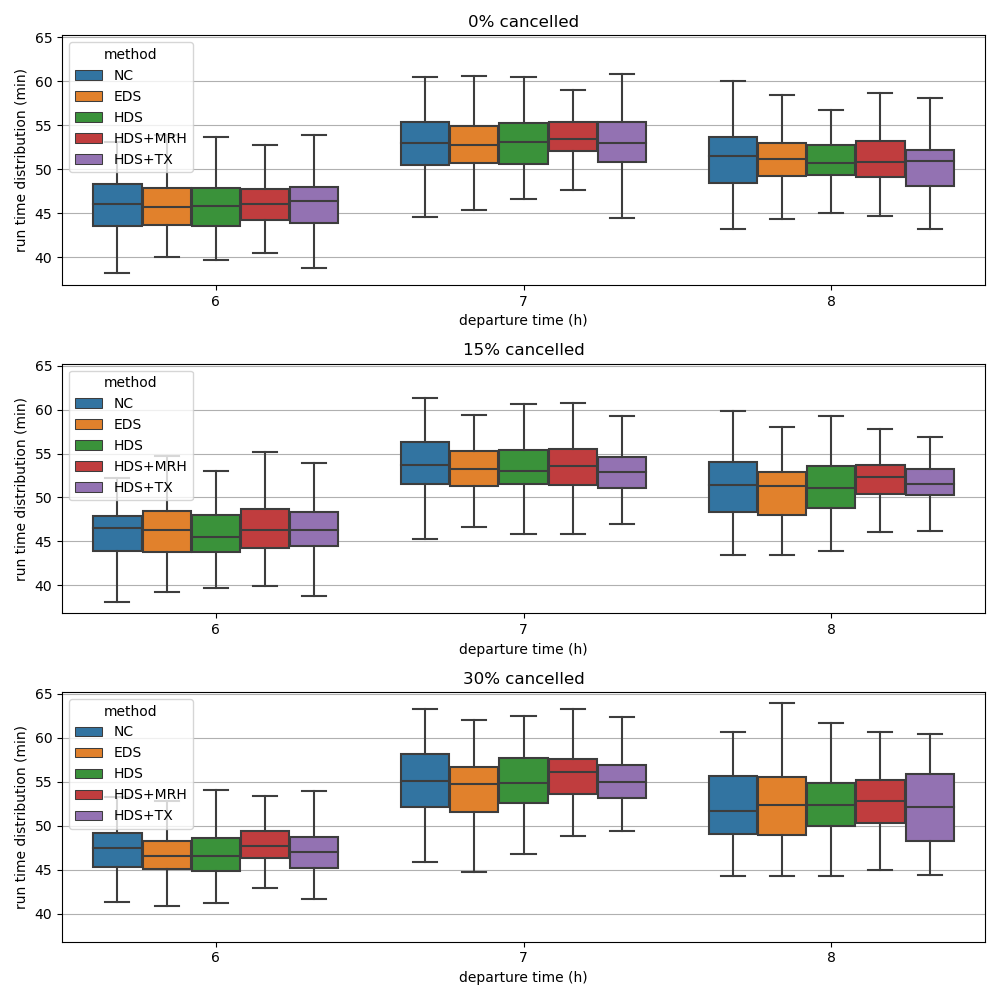 0% cancelled
run time distribution (min)
65
60
55
50
45
40
method
NC
EDS
HDS
HDS+MRH
HDS+TX
6
7
8
departure time (h)
15% cancelled
run time distribution (min)
65
60
55
50
45
40
method
NC
EDS
HDS
HDS+MRH
HDS+TX
6
7
8
departure time (h)
30% cancelled
run time distribution (min)
65
60
55
50
45
40
method
NC
EDS
HDS
HDS+MRH
HDS+TX
6
7
8
departure time (h)